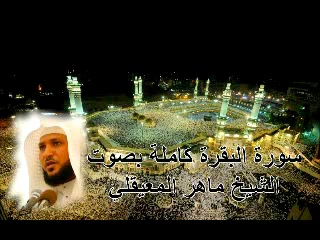 سورة البقرة كاملة بصوت
الشيخ ماهر المعيقلي